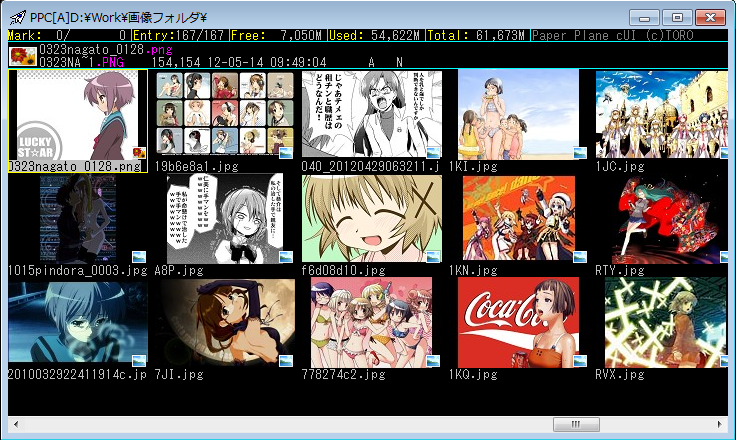 PPC[A]D:¥Work¥画像フォルダ¥
Mark: 0/ 0|Entry:167/167|Free: 7,050M|Used: 54,622M|Total: 61,673M|Paper Plane cUI (c)TORO
0323nagato_0128.png
0323NA~1.PNG 154,154 12-05-14 09:49:04 A N
じゃあテメェの
和チンと職歴は
どうなんだ!
LUCKY
ST☆AR
0323nagato_0128.png 19b6e8a1.jpg 040_20120429063211.j 1KI.jpg 1JC.jpg
1015pindora_0003.jpg A8P.jpg f6d08d10.jpg 1KN.jpg RTY.jpg
Coca-Cola
2010032922411914c.jp 7JI.jpg 778274c2.jpg 1KQ.jpg RVX.jpg